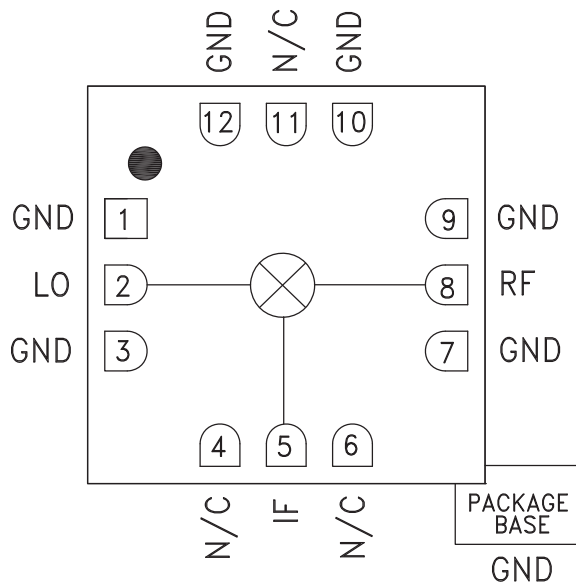 GND
N/C
GND
12
11
10
GND
1
9
GND
LO
2
8
RF
GND
3
7
GND
4
5
6
N/C
IF
N/C
PACKAGE
BASE
GND